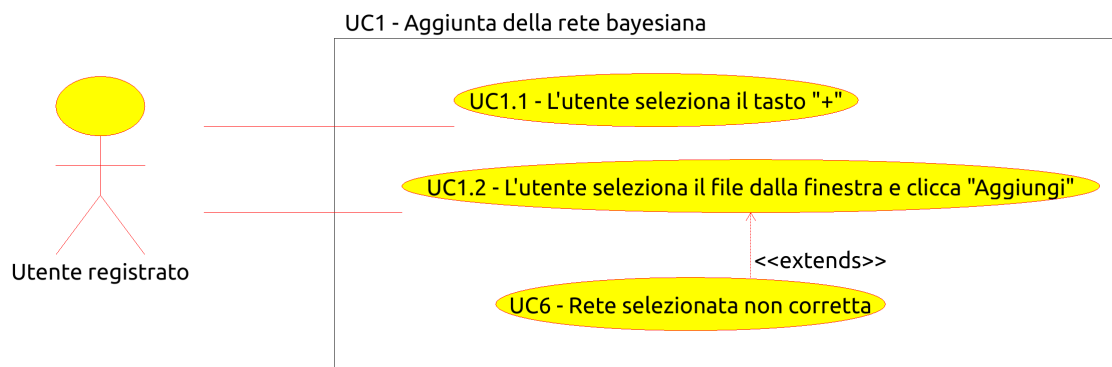 UC1 - Aggiunta della rete bayesiana
UC1.1 - L'utente seleziona il tasto "+"
UC1.2 - L'utente seleziona il file dalla finestra e clicca "Aggiungi"
<<extends>>
Utente registrato
UC6 - Rete selezionata non corretta